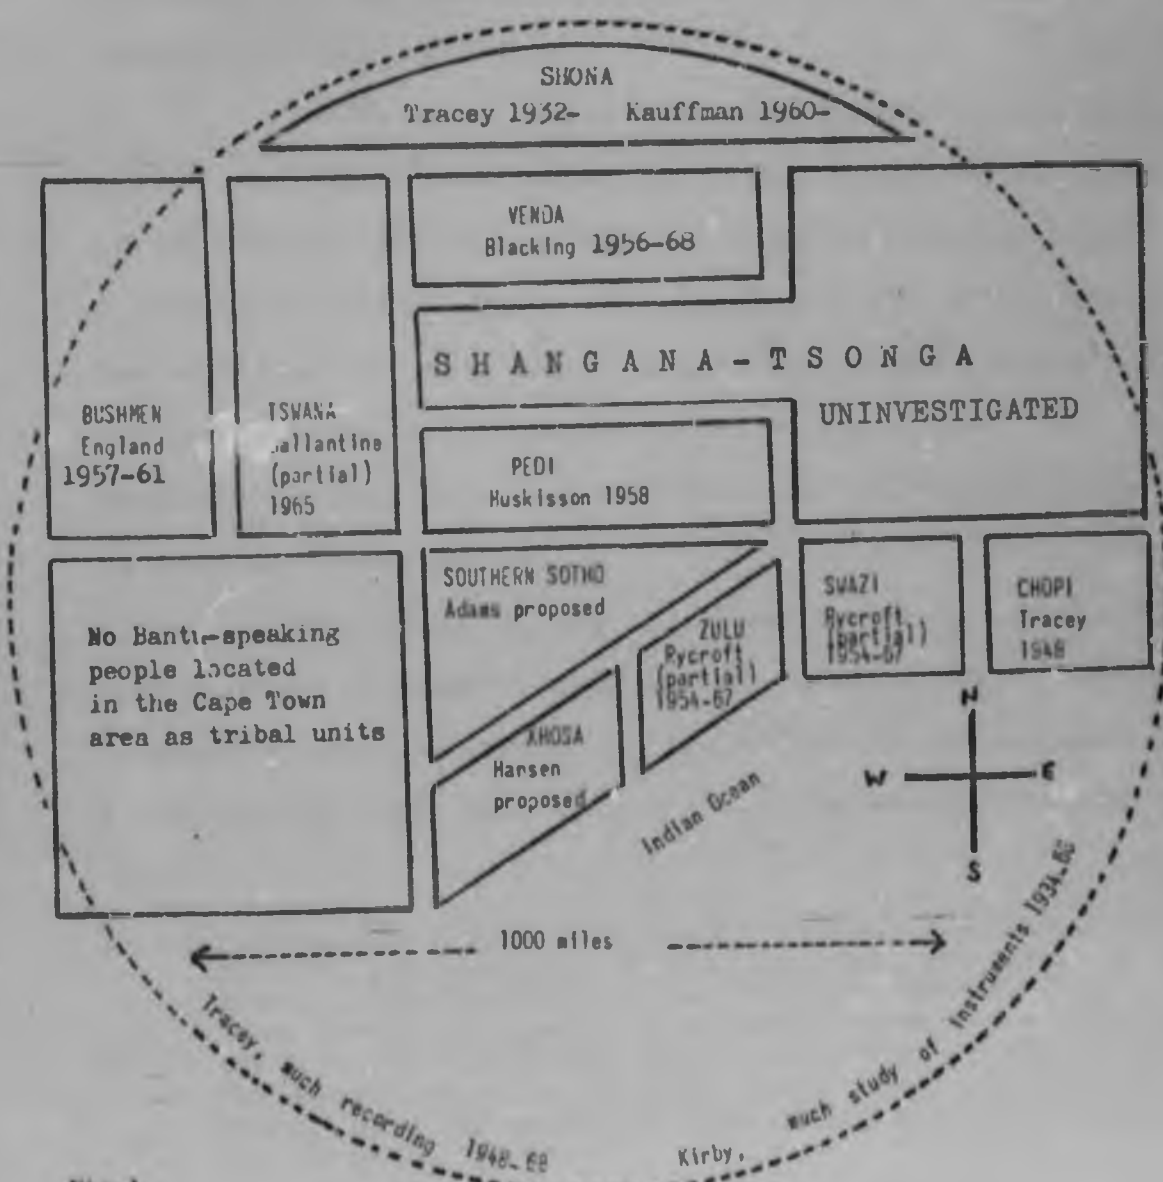 SHONA
Tracey 1932- Kauffman 1960-
VENDA
Blacking 1956-68
SHANGANA-TSONGA
UNINVESTIGATED
BUSHMEN
England
1957-61
TSWANA
allantine
(partial)
1965
PEDI
Huskisson 1958
SOUTHERN SOTHO
Adams proposed
ZULU
Rycroft
(partial)
1954-67
SWAZI
Rycroft
(partial)
1954-67
CHOPI
Tracey
1948
No Bantu-speaking
people located
in the Cape Town
area as tribal units
XHOSA
Hansen
proposed
Indian Ocean
N
W E
S
1000 miles
Tracey, much recording 1948-68
Kirby, much study of instruments